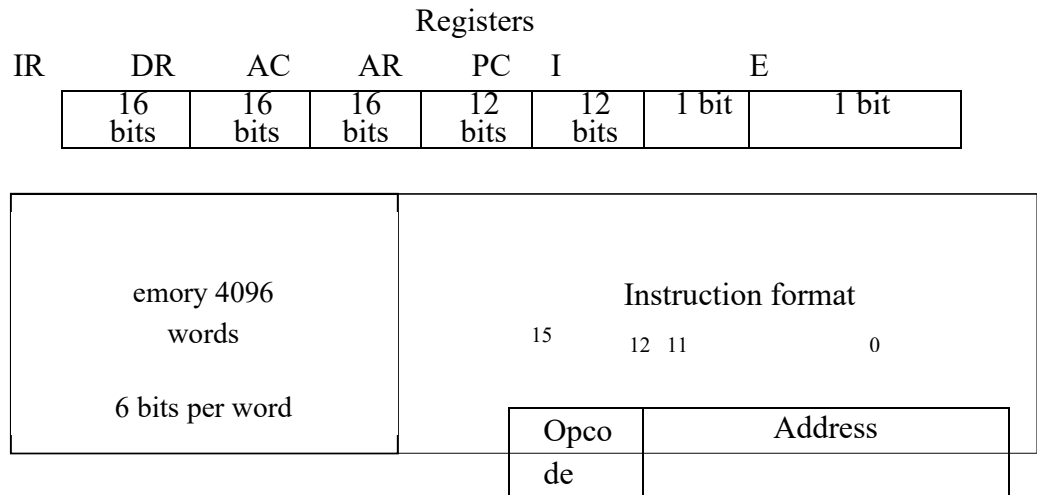 Registers
IR DR AC AR PC I E
16 bits 16 bits 16 bits 12 bits 12 bits 1 bit 1 bit
emory 4096
words
6 bits per word
Instruction format
15 12 11 0
Opco
de
Address